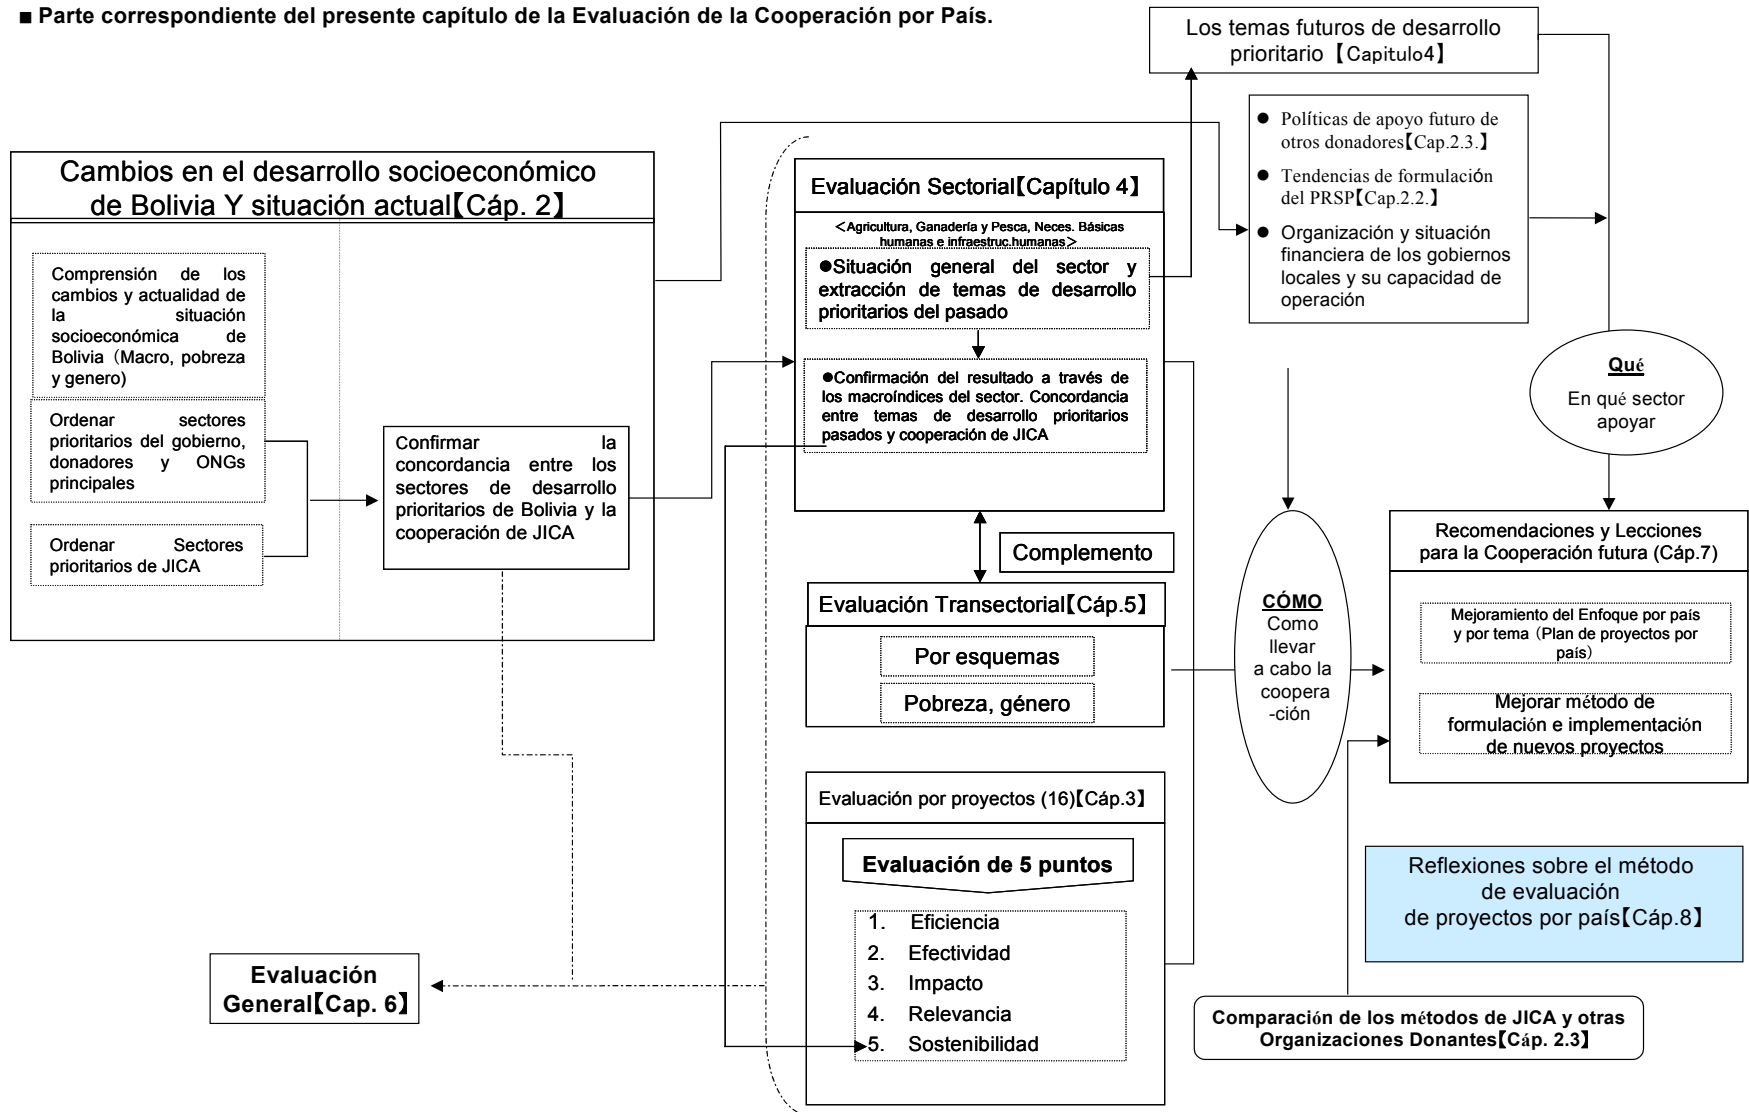 ■ Parte correspondiente del presente capítulo de la Evaluación de la Cooperación por País.
Los temas futuros de desarrollo
prioritario【Capitulo4】
● Políticas de apoyo futuro de
otros donadores【Cap.2.3.】
● Tendencias de formulación
del PRSP【Cap.2.2.】
● Organización y situación
financiera de los gobiernos
locales y su capacidad de
operación
Cambios en el desarrollo socioeconómico
de Bolivia Y situación actual【Cáp. 2】
Comprensión de los
cambios y actualidad de
la situación
socioeconómica de
Bolivia (Macro, pobreza
y genero)
Ordenar sectores
prioritarios del gobierno,
donadores y ONGs
principales
Ordenar Sectores
prioritarios de JICA
Confirmar la
concordancia entre los
sectores de desarrollo
prioritarios de Bolivia y la
cooperación de JICA
Evaluación Sectorial【Capítulo 4】
＜Agricultura, Ganadería y Pesca, Neces. Básicas
humanas e infraestruc.humanas＞
●Situación general del sector y
extracción de temas de desarrollo
prioritarios del pasado
●Confirmación del resultado a través de
los macroíndices del sector. Concordancia
entre temas de desarrollo prioritarios
pasados y cooperación de JICA
Complemento
Evaluación Transectorial【Cáp.5】
Por esquemas
Pobreza, género
Evaluación por proyectos (16)【Cáp.3】
Evaluación de 5 puntos
1. Eficiencia
2. Efectividad
3. Impacto
4. Relevancia
5. Sostenibilidad
Evaluación
General【Cap. 6】
Qué
En qué sector
apoyar
CÓMO
Como
llevar
a cabo la
coopera
-ción
Recomendaciones y Lecciones
para la Cooperación futura (Cáp.7)
Mejoramiento del Enfoque por país
y por tema (Plan de proyectos por
país)
Mejorar método de
formulación e implementación
de nuevos proyectos
Reflexiones sobre el método
de evaluación
de proyectos por país【Cáp.8】
Comparación de los métodos de JICA y otras
Organizaciones Donantes【Cáp. 2.3】